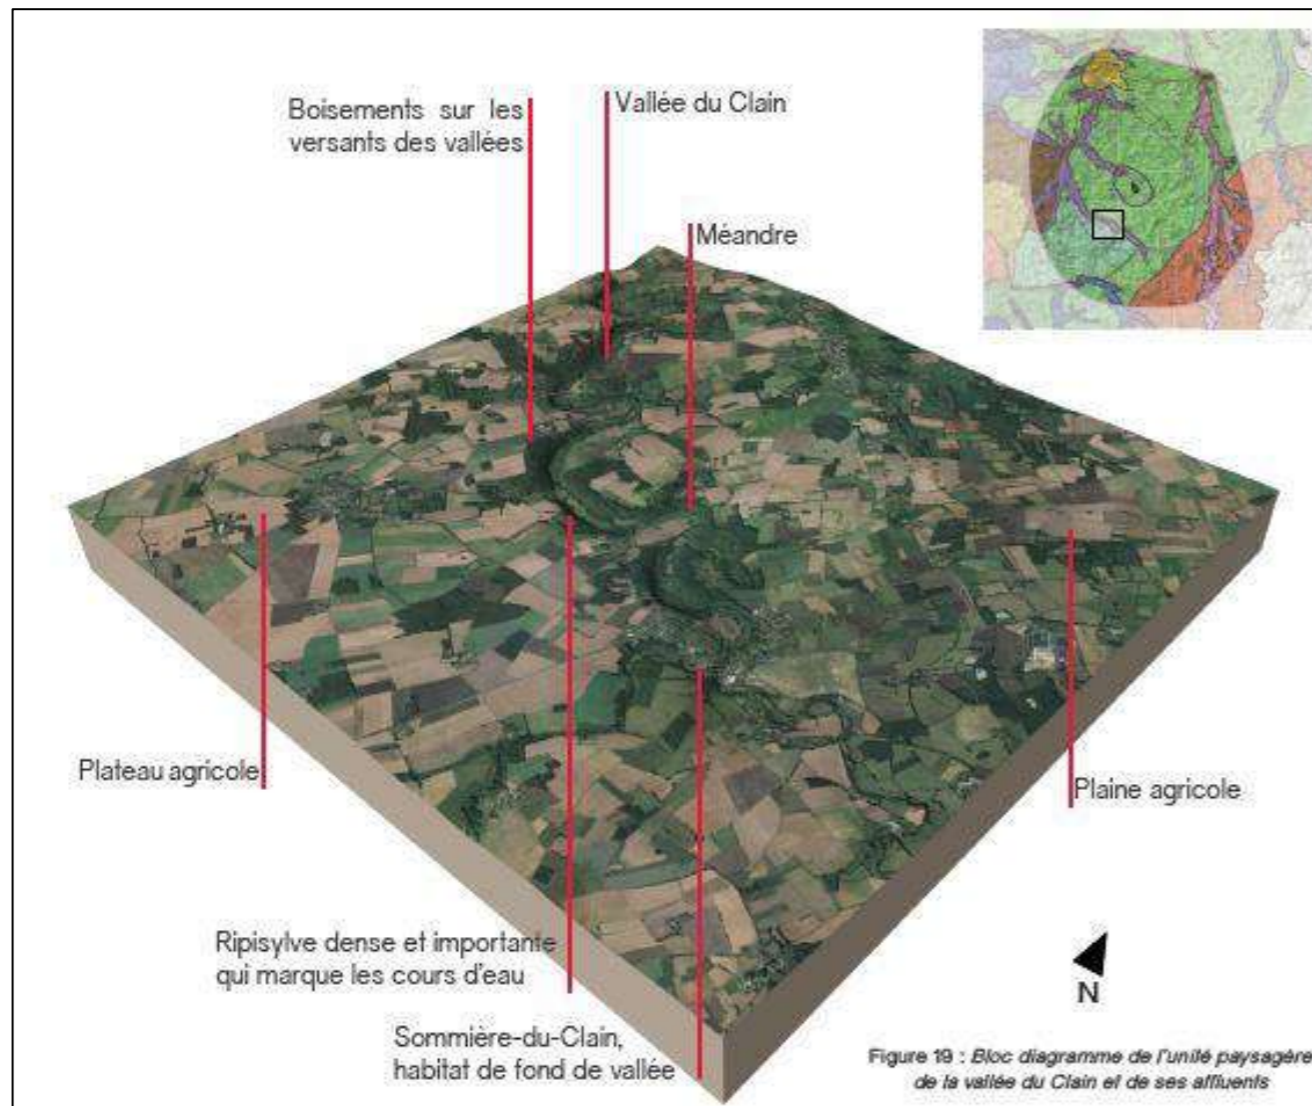 Boisements sur les
versants des vallées
Vallée du Clain
Méandre
Plateau agricole
Plaine agricole
Ripisylve dense et importante
qui marque les cours d'eau
Sommière-du-Clain,
habitat de fond de vallée
N
Figure 19 : Bloc diagramme de l'unité paysagère
de la vallée du Clain et de ses affluents